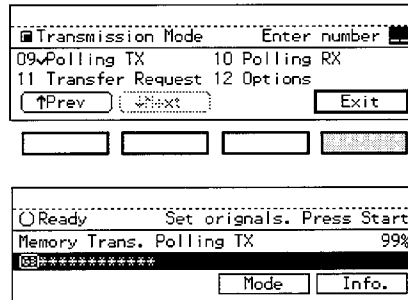 Transmission Mode Enter number
09 Polling TX 10 Polling RX
11 Transfer Request 12 Options
↑Prev ↓Next Exit
Ready Set orignals. Press Start
Memory Trans. Polling TX 99%
************
Mode Info.